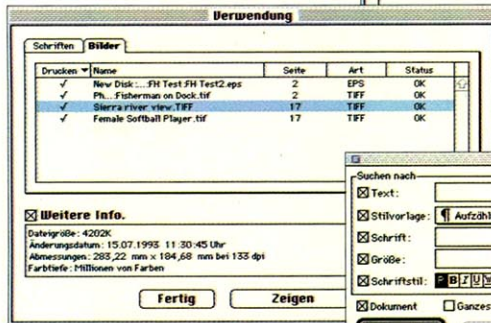 Verwendung
Schriften Bilder
Drucken Name Seite Art Status
✓ New Disk:...:FH Test:FH Test2.eps 2 EPS OK
✓ Ph...:Fisherman on Dock.tif 2 TIFF OK
✓ Sierra river view.TIFF 17 TIFF OK
✓ Female Softball Player.tif 17 TIFF OK
Weitere Info.
Dateigröße: 4202K
Änderungsdatum: 15.07.1993 11:30:45 Uhr
Abmessungen: 283,22 mm x 184,68 mm bei 133 dpi
Farbtiefe: Millionen von Farben
Fertig Zeigen
Suchen nach
Text:
Stilvorlage: ¶ Aufzähl
Schrift:
Größe:
Schriftstil: P B I U W
Dokument Ganzes